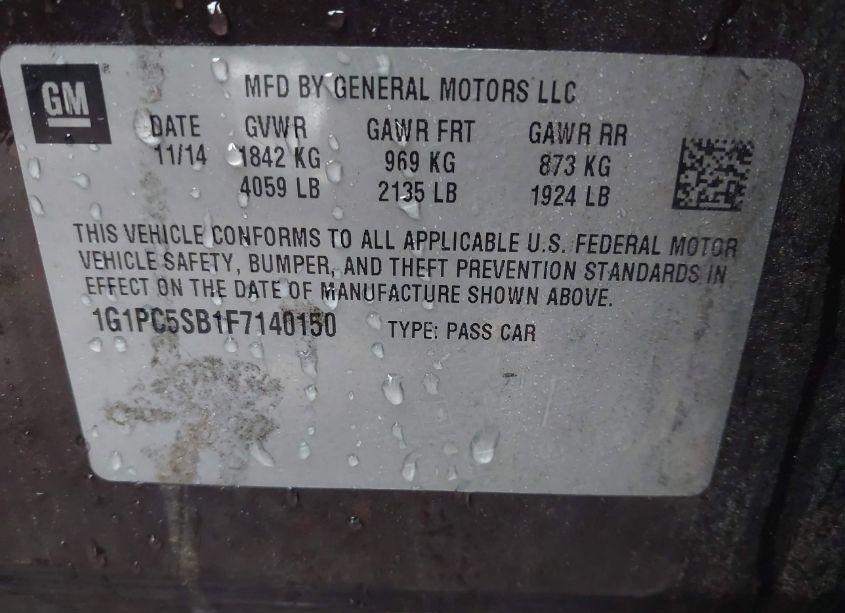 GM
MFD BY GENERAL MOTORS LLC
DATE GVWR GAWR FRT GAWR RR
11/14 1842 KG 969 KG 873 KG
4059 LB 2135 LB 1924 LB
THIS VEHICLE CONFORMS TO ALL APPLICABLE U.S. FEDERAL MOTOR
VEHICLE SAFETY, BUMPER, AND THEFT PREVENTION STANDARDS IN
EFFECT ON THE DATE OF MANUFACTURE SHOWN ABOVE.
1G1PC5SB1F7140150 TYPE: PASS CAR